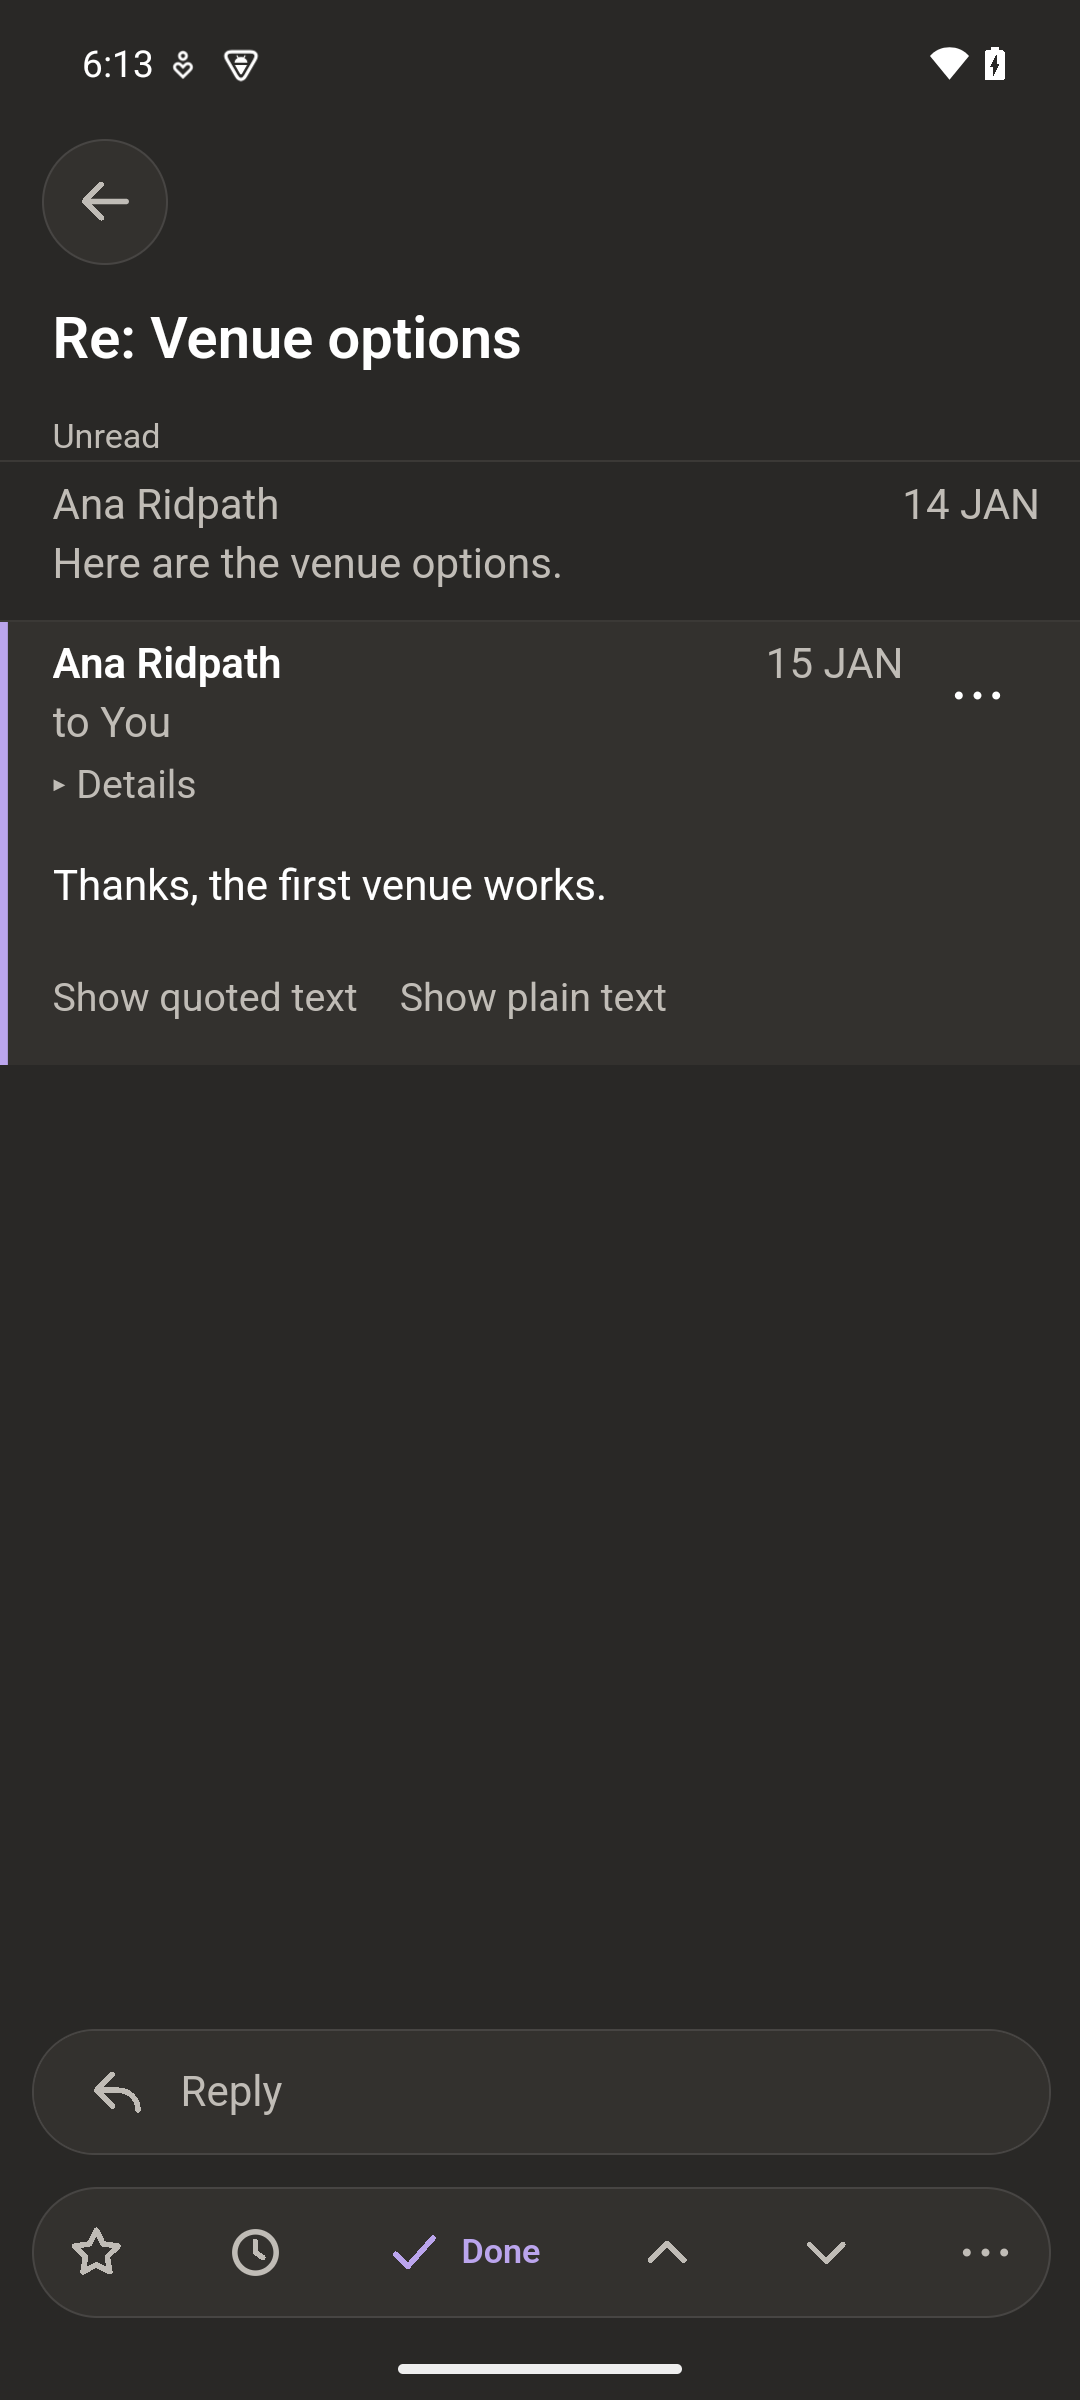 6:13
Re: Venue options
Unread
Ana Ridpath 14 JAN
Here are the venue options.
Ana Ridpath 15 JAN
to You
Details
Thanks, the first venue works.
Show quoted text Show plain text
Reply
Done